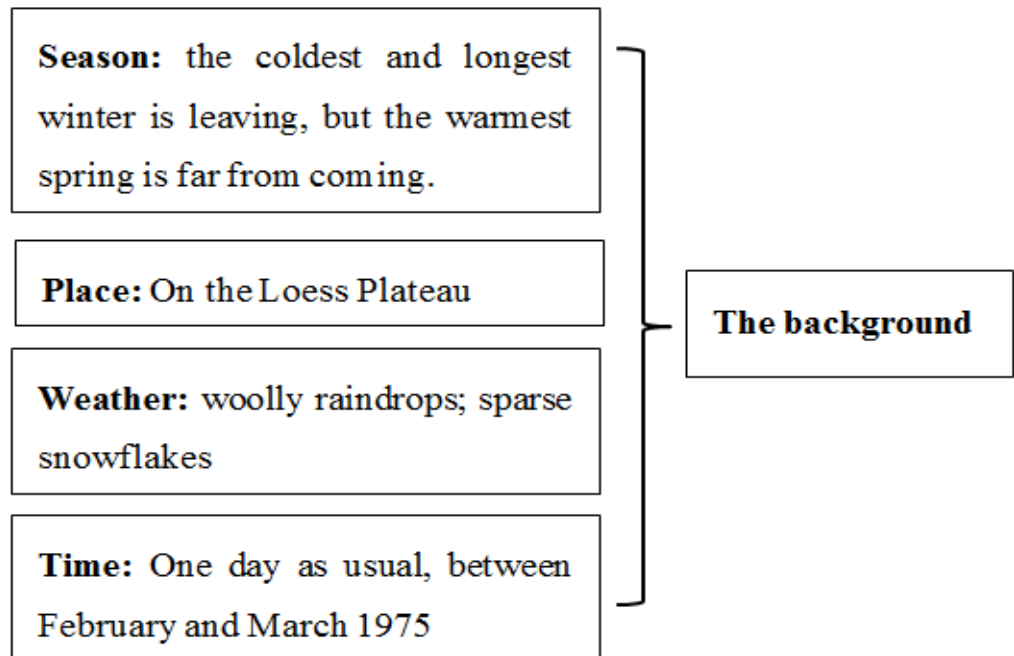 Season: the coldest and longest
winter is leaving, but the warmest
spring is far from coming.
Place: On the Loess Plateau
The background
Weather: woolly raindrops; sparse
snowflakes
Time: One day as usual, between
February and March 1975